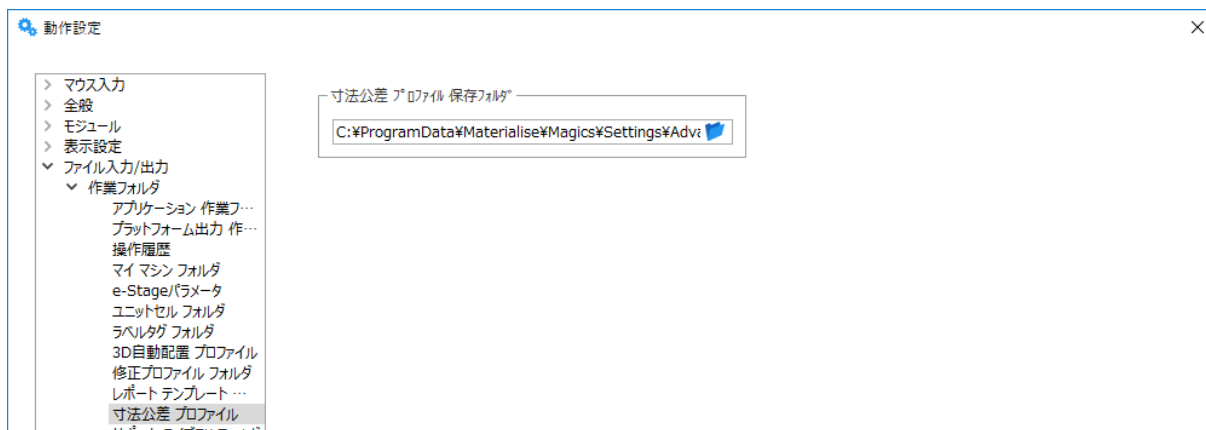 動作設定
マウス入力
全般
モジュール
表示設定
ファイル入力/出力
作業フォルダ
アプリケーション 作業フ…
プラットフォーム出力 作…
操作履歴
マイ マシン フォルダ
e-Stageパラメータ
ユニットセル フォルダ
ラベルタグ フォルダ
3D自動配置 プロファイル
修正プロファイル フォルダ
レポート テンプレート …
寸法公差 プロファイル
寸法公差 ﾌﾟﾛﾌｧｲﾙ 保存ﾌｫﾙﾀﾞ
C:¥ProgramData¥Materialise¥Magics¥Settings¥Adva